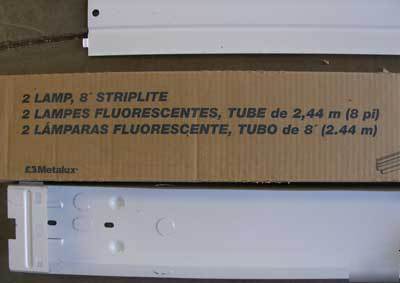 2 LAMP, 8´ STRIPLITE
2 LAMPES FLUORESCENTES, TUBE de 2,44 m (8 pi)
2 LÁMPARAS FLUORESCENTE, TUBO de 8´ (2.44 m)
Metalux